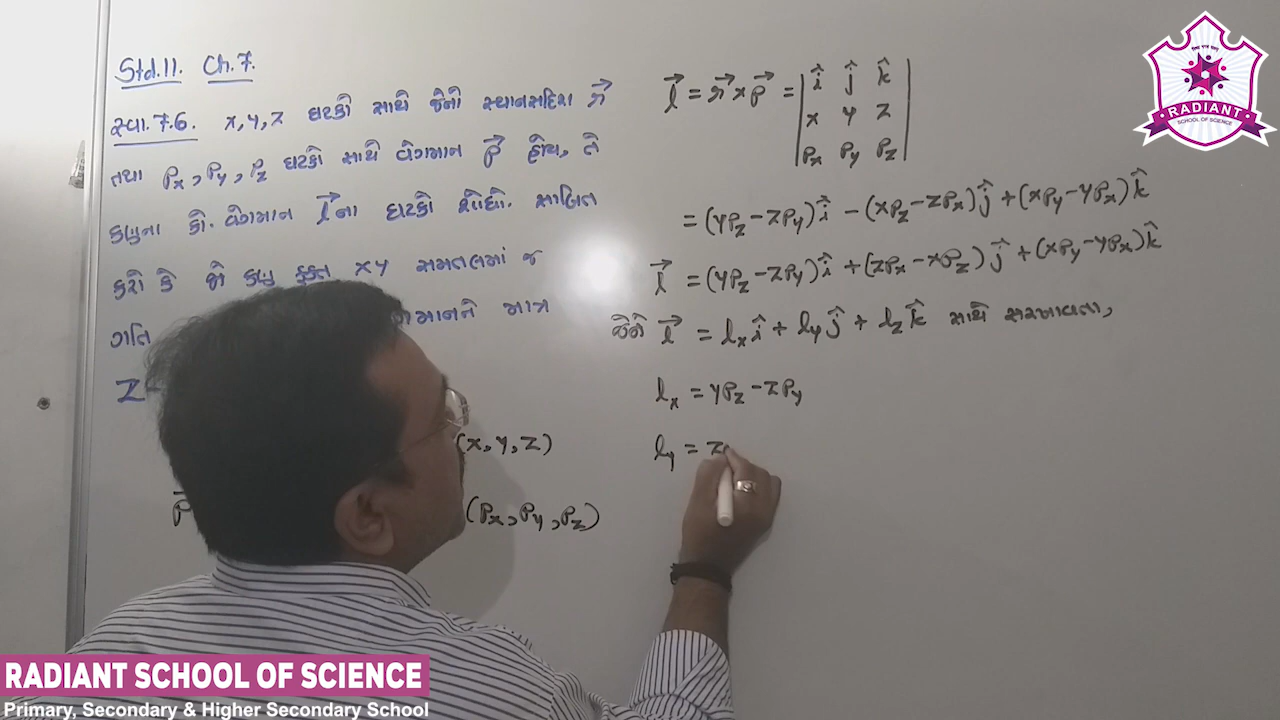 Std.11. Ch.7.
સ્વા.7.6. x,y,z ઘટકો સાથે જેનો સ્થાનસદિશ r⃗
તથા Px, Py, Pz ઘટકો સાથે વેગમાન P⃗ હોય, તે
કણના કો. વેગમાન l⃗ના ઘટકો શોધો. સાબિત
કરો કે જો કણ ફક્ત xy સમતલમાં જ
ગતિ માનને માત્ર
Z-
(x, y, z)
P⃗ (Px, Py, Pz)
l⃗ = r⃗ × P⃗ = | î ĵ k̂ |
| x y z |
| Px Py Pz |
= (yPz - zPy) î - (xPz - zPx) ĵ + (xPy - yPx) k̂
l⃗ = (yPz - zPy) î + (zPx - xPz) ĵ + (xPy - yPx) k̂
જેને l⃗ = lx î + ly ĵ + lz k̂ સાથે સરખાવતા,
lx = yPz - zPy
ly = z
RADIANT
SCHOOL OF SCIENCE
RADIANT SCHOOL OF SCIENCE
Primary, Secondary & Higher Secondary School